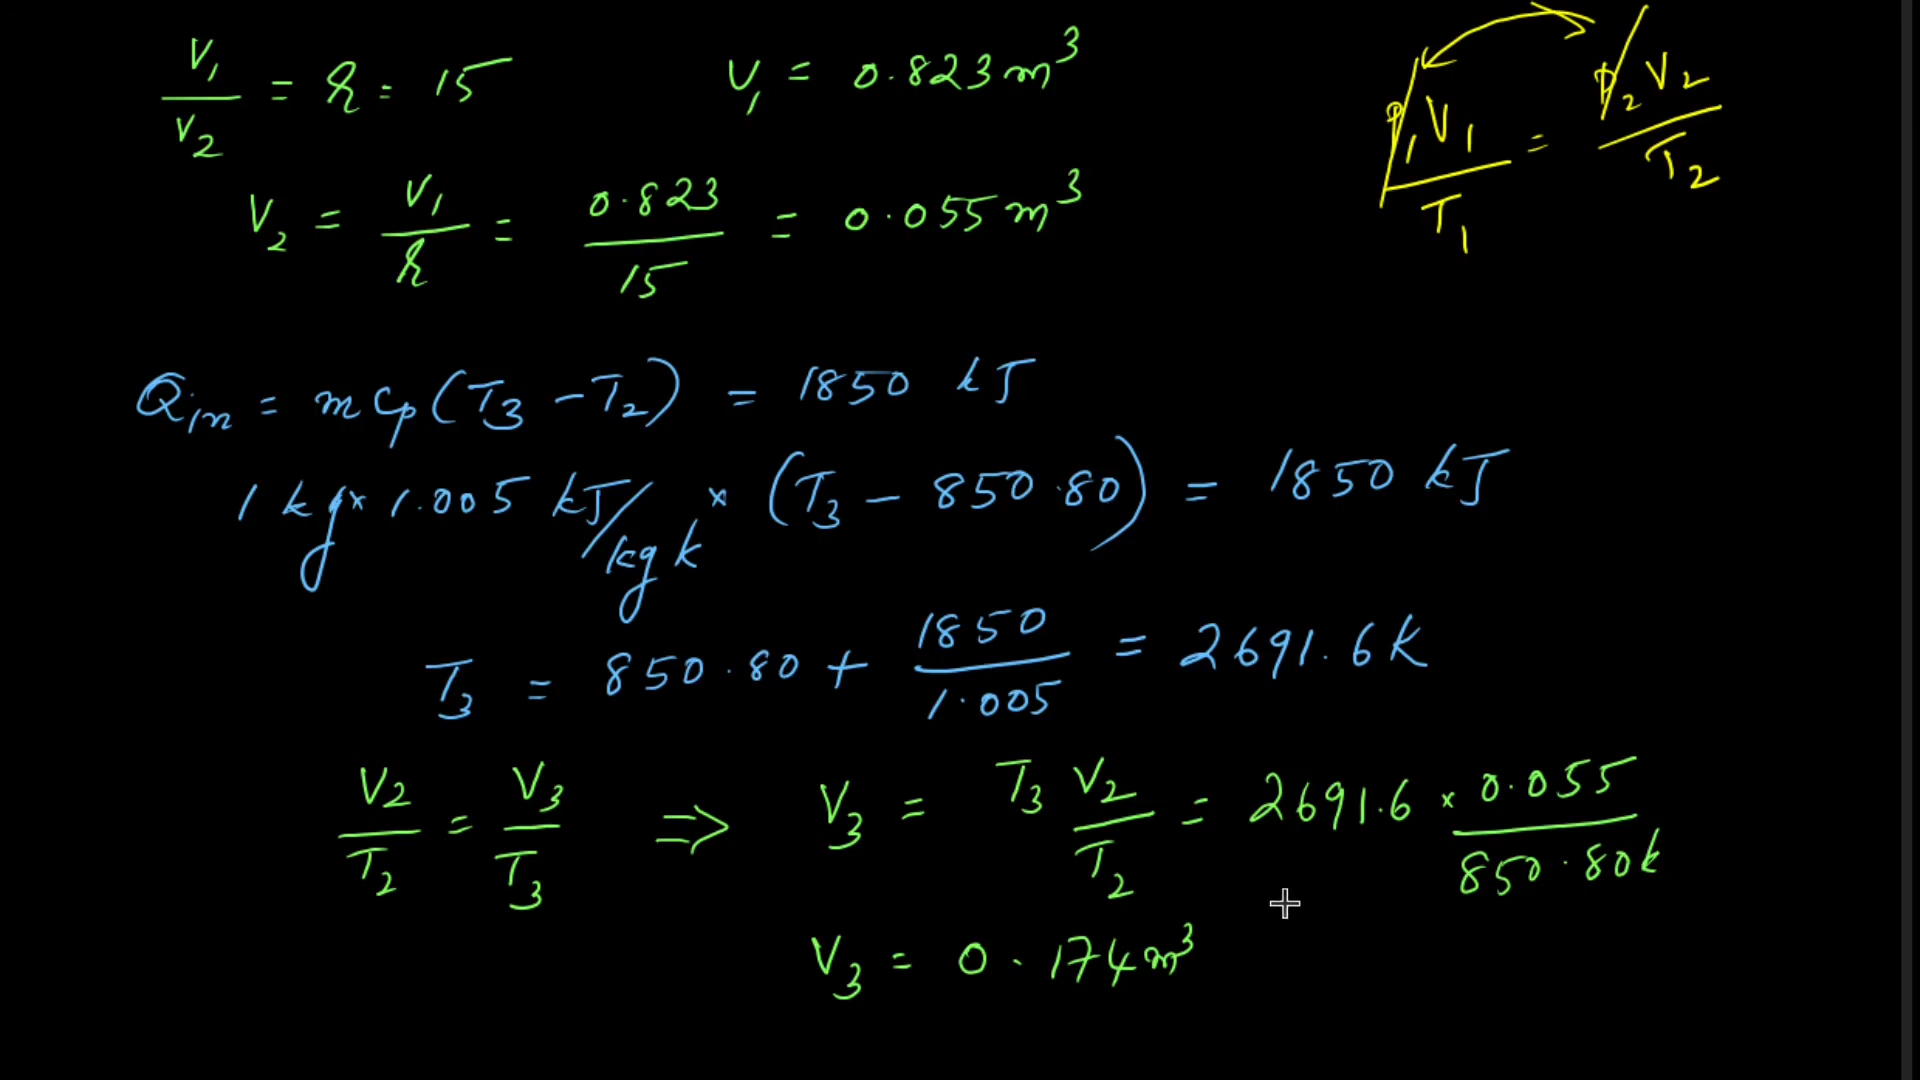 V₁/V₂ = r = 15
V₁ = 0.823 m³
P₁V₁/T₁ = P₂V₂/T₂
V₂ = V₁/r = 0.823/15 = 0.055 m³
Qin = m Cp (T₃ − T₂) = 1850 kJ
1 kg × 1.005 kJ/kg k × (T₃ − 850.80) = 1850 kJ
T₃ = 850.80 + 1850/1.005 = 2691.6 K
V₂/T₂ = V₃/T₃ ⇒ V₃ = T₃ V₂/T₂ = 2691.6 × 0.055/850.80k
V₃ = 0.174 m³